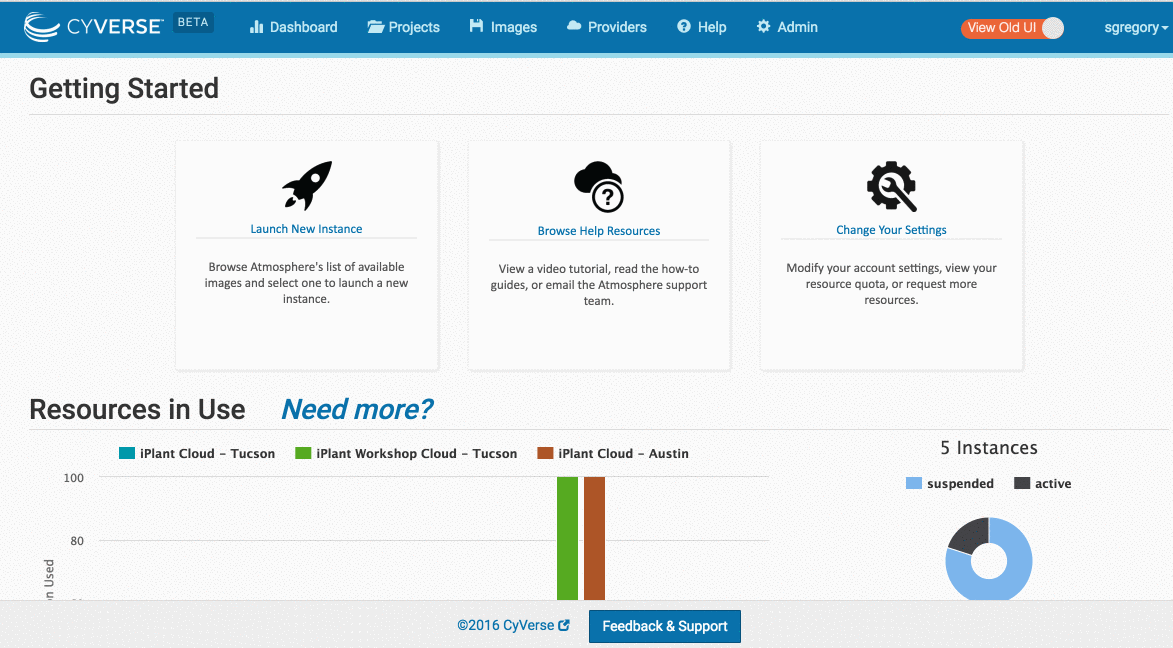 CYVERSE BETA Dashboard Projects Images Providers Help Admin View Old UI sgregory
Getting Started
Launch New Instance
Browse Atmosphere's list of available
images and select one to launch a new
instance.
Browse Help Resources
View a video tutorial, read the how-to
guides, or email the Atmosphere support
team.
Change Your Settings
Modify your account settings, view your
resource quota, or request more
resources.
Resources in Use Need more?
iPlant Cloud – Tucson iPlant Workshop Cloud – Tucson iPlant Cloud – Austin
100
80
Used
5 Instances
suspended active
©2016 CyVerse Feedback & Support